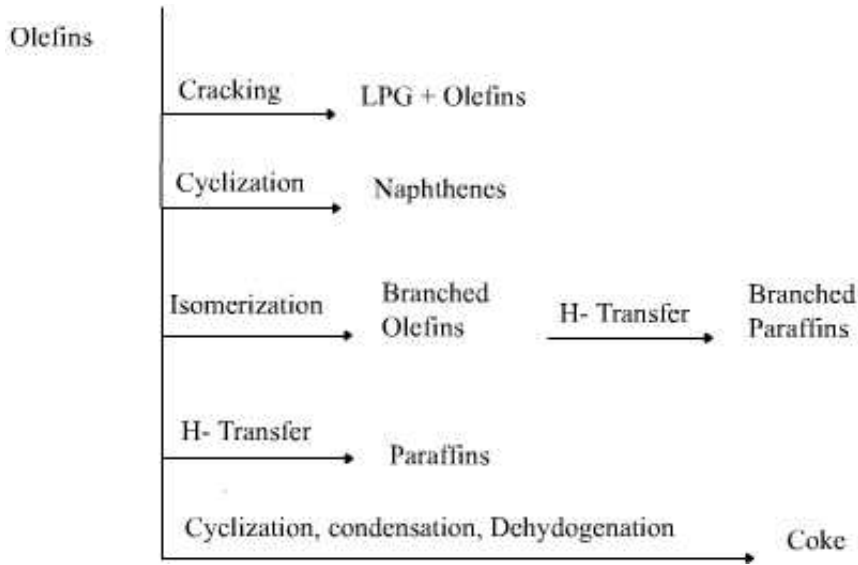 Olefins
Cracking
LPG + Olefins
Cyclization
Naphthenes
Isomerization
Branched
Olefins
H- Transfer
Branched
Paraffins
H- Transfer
Paraffins
Cyclization, condensation, Dehydogenation
Coke